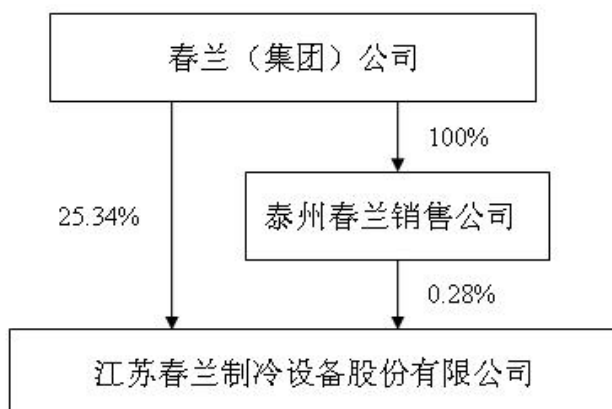 春兰（集团）公司
100%
25.34%
泰州春兰销售公司
0.28%
江苏春兰制冷设备股份有限公司